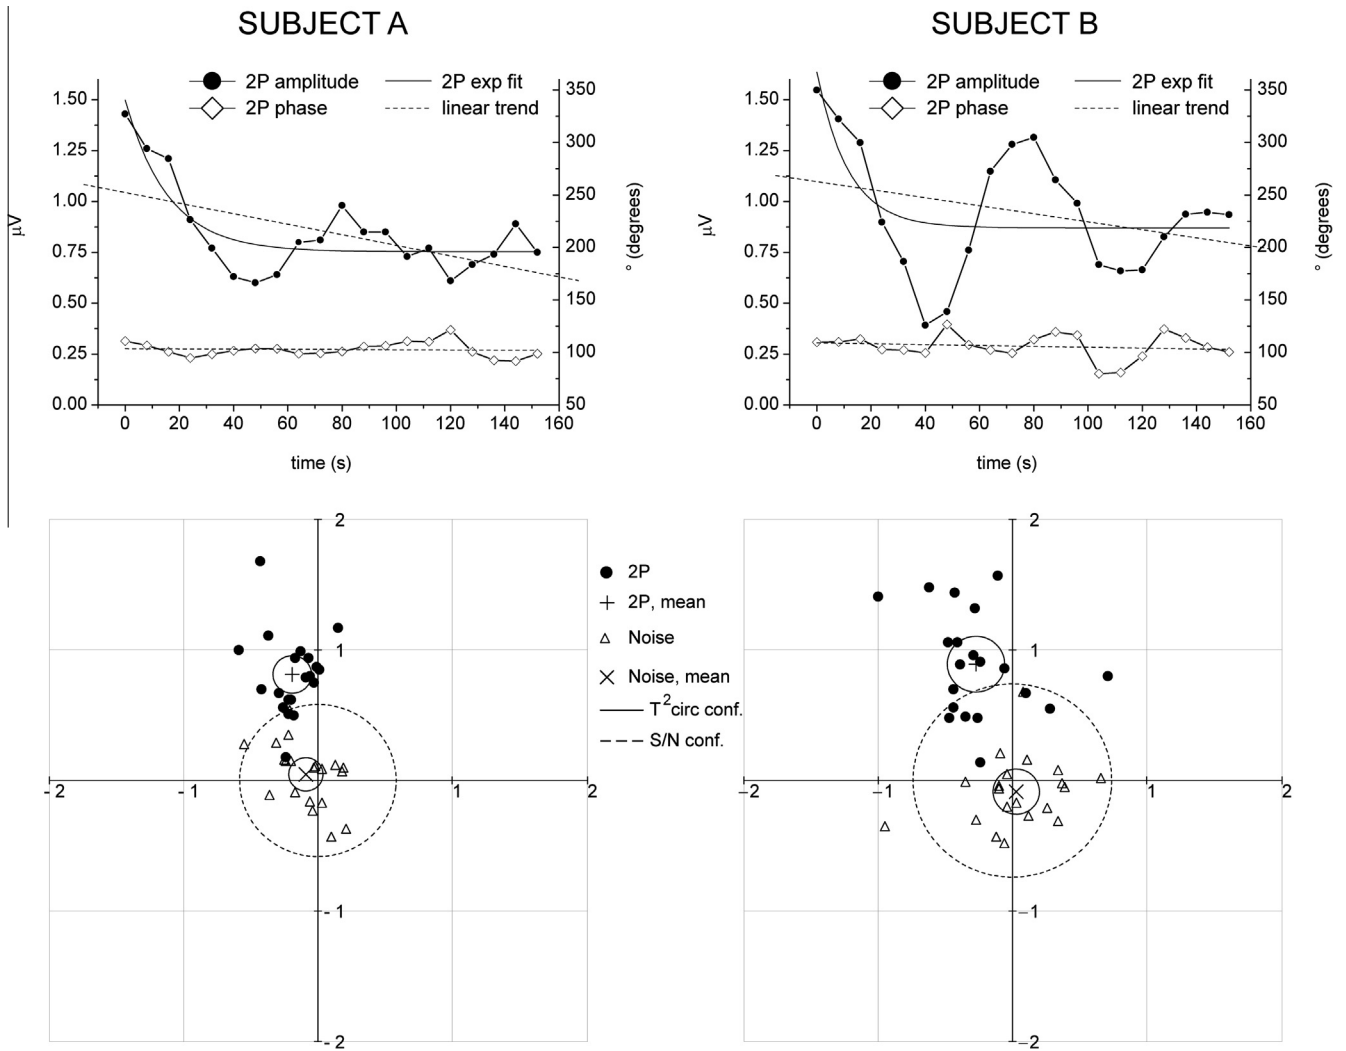 SUBJECT A
2P amplitude
2P exp fit
2P phase
linear trend
350
1.50
300
1.25
250
1.00
200
0.75
150
0.50
100
0.25
50
0.00
0 20 40 60 80 100 120 140 160
time (s)
µV
° (degrees)
SUBJECT B
2P amplitude
2P exp fit
2P phase
linear trend
350
1.50
300
1.25
250
1.00
200
0.75
150
0.50
100
0.25
50
0.00
0 20 40 60 80 100 120 140 160
time (s)
µV
° (degrees)
2
1
- 2 -1 1 2
- 1
- 2
2P
2P, mean
Noise
Noise, mean
T2circ conf.
S/N conf.
2
1
−2 −1 1 2
−1
−2